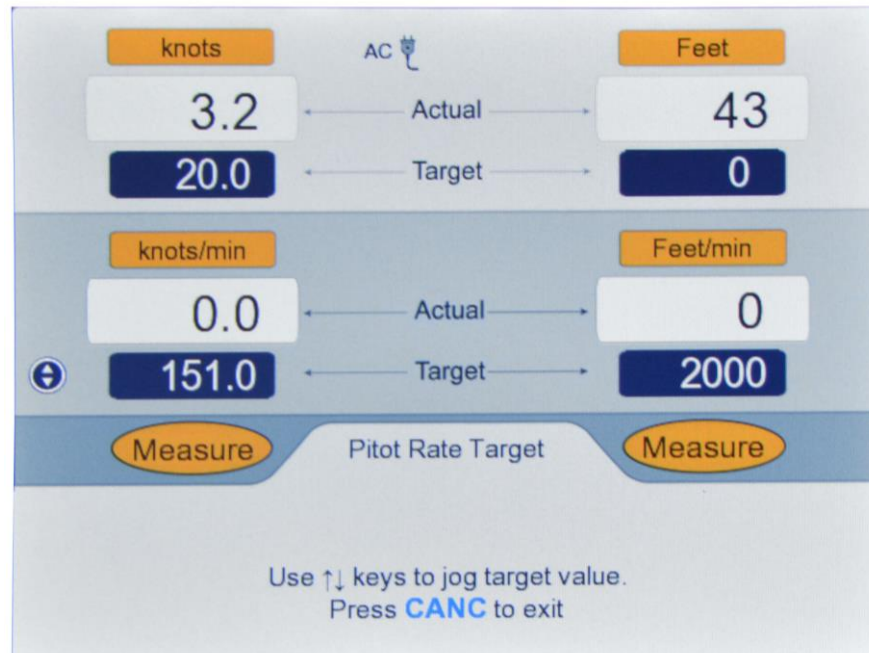 knots AC Feet
3.2 Actual 43
20.0 Target 0
knots/min Feet/min
0.0 Actual 0
151.0 Target 2000
Measure Pitot Rate Target Measure
Use ↑↓ keys to jog target value.
Press CANC to exit